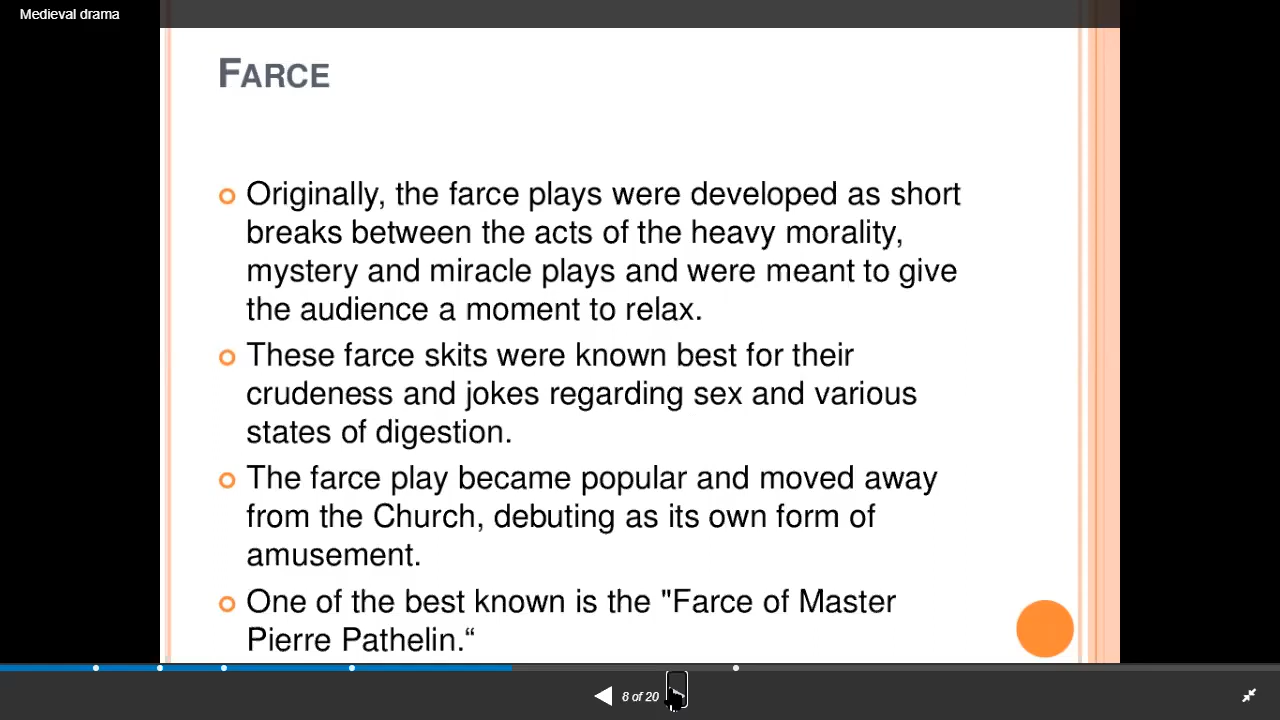 Medieval drama
FARCE
Originally, the farce plays were developed as short
breaks between the acts of the heavy morality,
mystery and miracle plays and were meant to give
the audience a moment to relax.
These farce skits were known best for their
crudeness and jokes regarding sex and various
states of digestion.
The farce play became popular and moved away
from the Church, debuting as its own form of
amusement.
One of the best known is the "Farce of Master
Pierre Pathelin.“
8 of 20